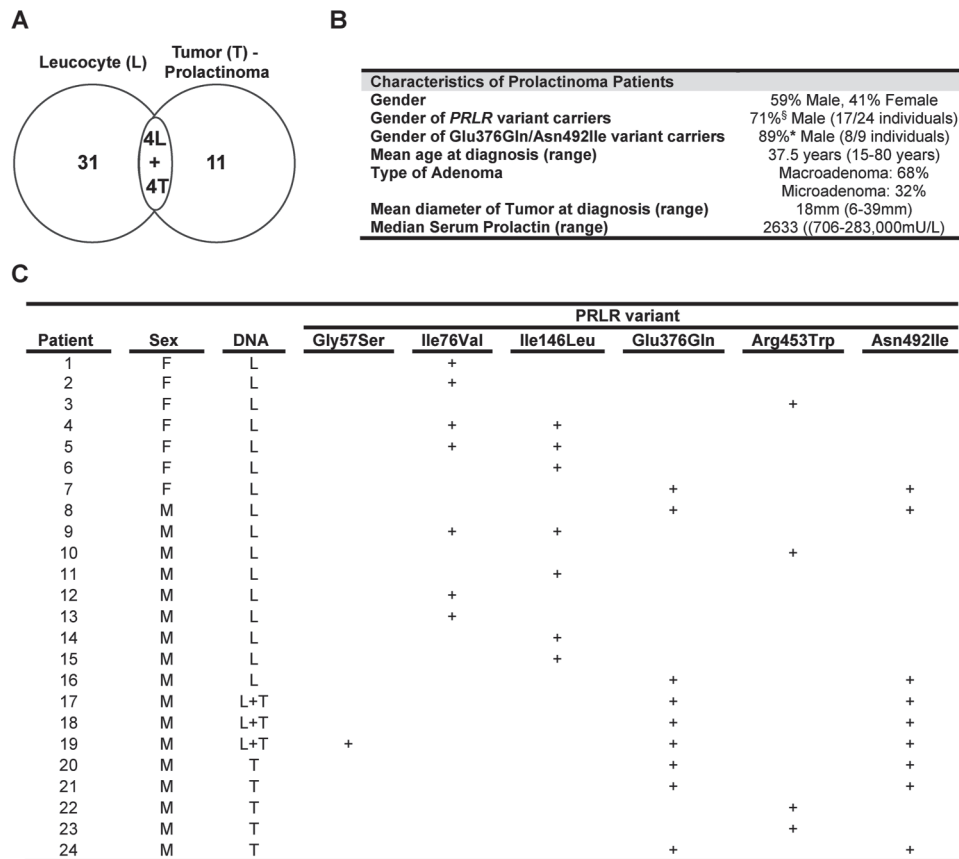 A
Leucocyte (L)
Tumor (T) -
Prolactinoma
31
4L
+
4T
11
B
Characteristics of Prolactinoma Patients
Gender 59% Male, 41% Female
Gender of PRLR variant carriers 71%§ Male (17/24 individuals)
Gender of Glu376Gln/Asn492Ile variant carriers 89%* Male (8/9 individuals)
Mean age at diagnosis (range) 37.5 years (15-80 years)
Type of Adenoma Macroadenoma: 68%
Microadenoma: 32%
Mean diameter of Tumor at diagnosis (range) 18mm (6-39mm)
Median Serum Prolactin (range) 2633 ((706-283,000mU/L)
C
PRLR variant
Patient Sex DNA Gly57Ser Ile76Val Ile146Leu Glu376Gln Arg453Trp Asn492Ile
1 F L +
2 F L +
3 F L +
4 F L + +
5 F L + +
6 F L +
7 F L + +
8 M L + +
9 M L + +
10 M L +
11 M L +
12 M L +
13 M L +
14 M L +
15 M L +
16 M L + +
17 M L+T + +
18 M L+T + +
19 M L+T + + +
20 M T + +
21 M T + +
22 M T +
23 M T +
24 M T + +